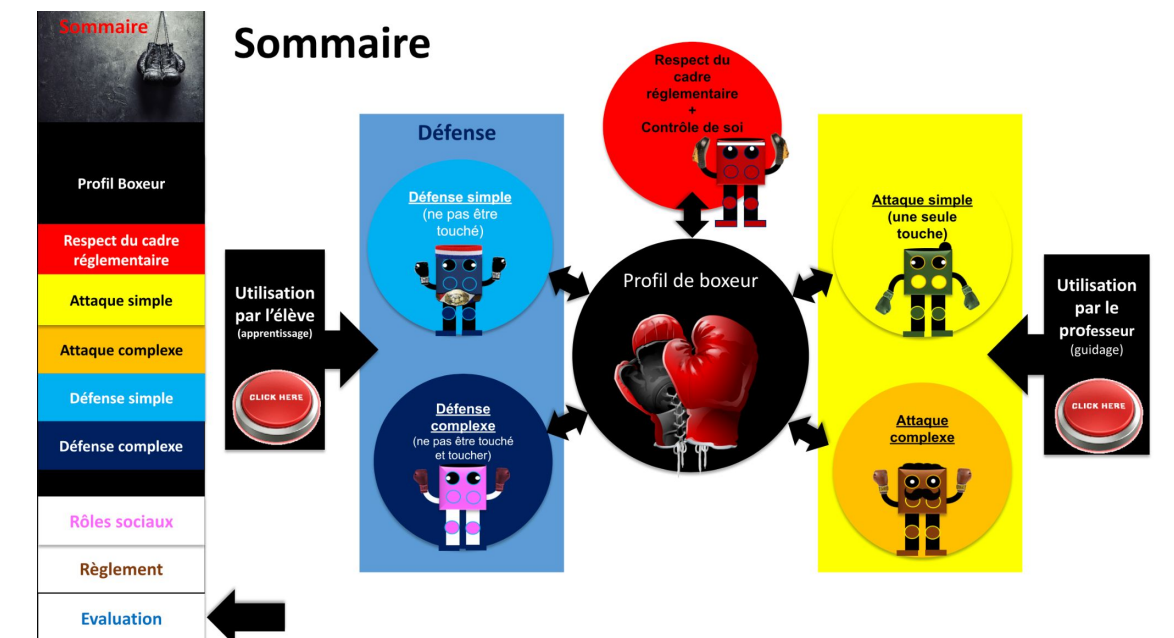 Sommaire
Profil Boxeur
Respect du cadre
réglementaire
Attaque simple
Attaque complexe
Défense simple
Défense complexe
Rôles sociaux
Règlement
Evaluation
Sommaire
Utilisation
par l'élève
(apprentissage)
CLICK HERE
Défense
Défense simple
(ne pas être
touché)
Défense
complexe
(ne pas être touché
et toucher)
Respect du
cadre
réglementaire
+
Contrôle de soi
Profil de boxeur
Attaque simple
(une seule
touche)
Attaque
complexe
Utilisation
par le
professeur
(guidage)
CLICK HERE